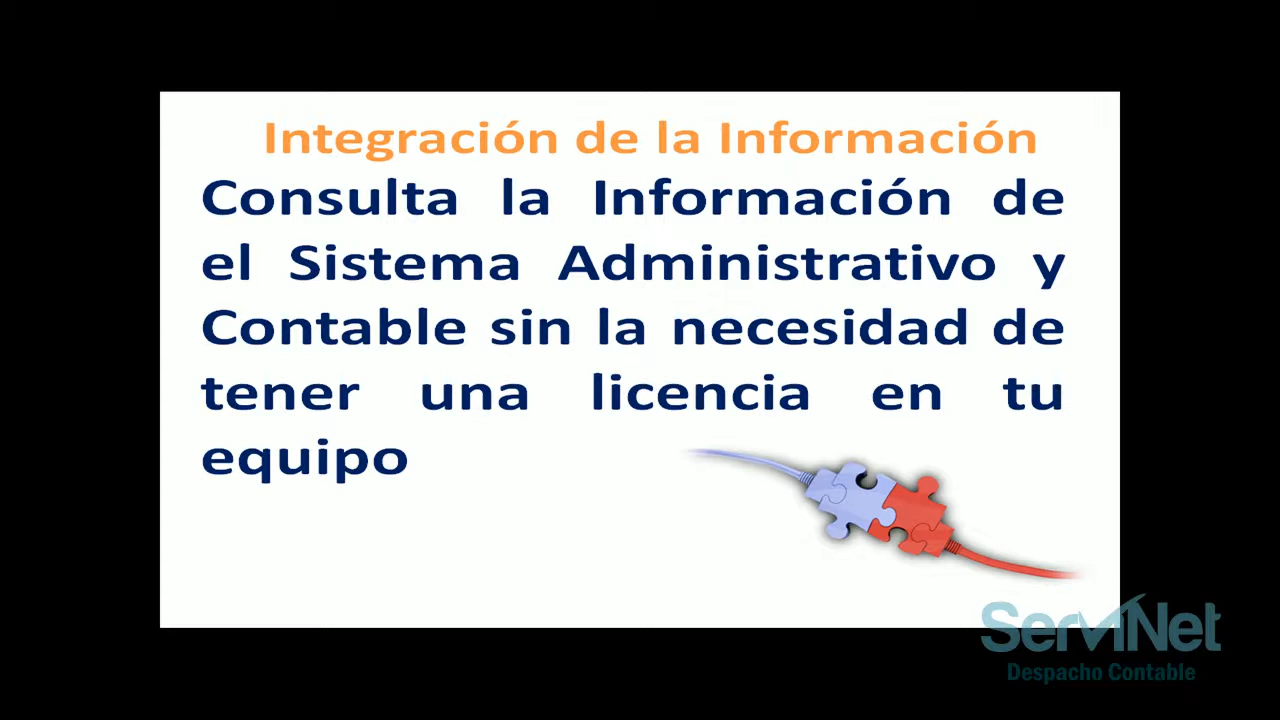 Integración de la Información
Consulta la Información de
el Sistema Administrativo y
Contable sin la necesidad de
tener una licencia en tu
equipo
ServiNet
Despacho Contable